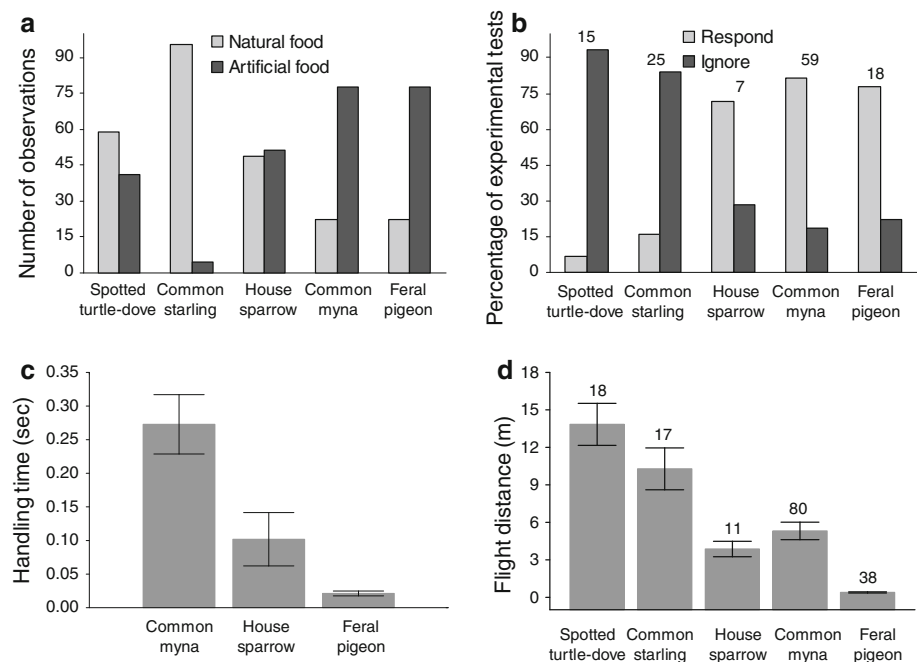 a
Number of observations
90
75
60
45
30
15
0
Natural food
Artificial food
Spotted turtle-dove
Common starling
House sparrow
Common myna
Feral pigeon
b
Percentage of experimental tests
90
75
60
45
30
15
0
Respond
Ignore
15
25
7
59
18
Spotted turtle-dove
Common starling
House sparrow
Common myna
Feral pigeon
c
Handling time (sec)
0.35
0.30
0.25
0.20
0.15
0.10
0.05
0.00
Common myna
House sparrow
Feral pigeon
d
Flight distance (m)
18
15
12
9
6
3
0
18
17
11
80
38
Spotted turtle-dove
Common starling
House sparrow
Common myna
Feral pigeon